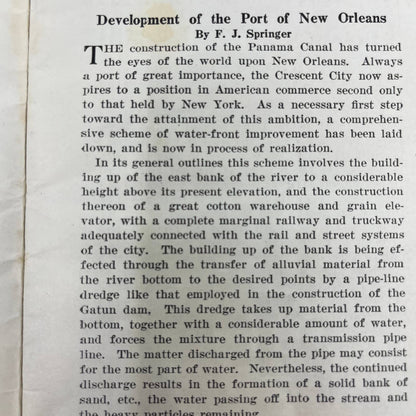 Development of the Port of New Orleans
By F. J. Springer
THE construction of the Panama Canal has turned
the eyes of the world upon New Orleans. Always
a port of great importance, the Crescent City now as-
pires to a position in American commerce second only
to that held by New York. As a necessary first step
toward the attainment of this ambition, a comprehen-
sive scheme of water-front improvement has been laid
down, and is now in process of realization.
In its general outlines this scheme involves the build-
ing up of the east bank of the river to a considerable
height above its present elevation, and the construction
thereon of a great cotton warehouse and grain ele-
vator, with a complete marginal railway and truckway
adequately connected with the rail and street systems
of the city. The building up of the bank is being ef-
fected through the transfer of alluvial material from
the river bottom to the desired points by a pipe-line
dredge like that employed in the construction of the
Gatun dam. This dredge takes up material from the
bottom, together with a considerable amount of water,
and forces the mixture through a transmission pipe
line. The matter discharged from the pipe may consist
for the most part of water. Nevertheless, the continued
discharge results in the formation of a solid bank of
sand, etc., the water passing off into the stream and
the heavy particles remaining